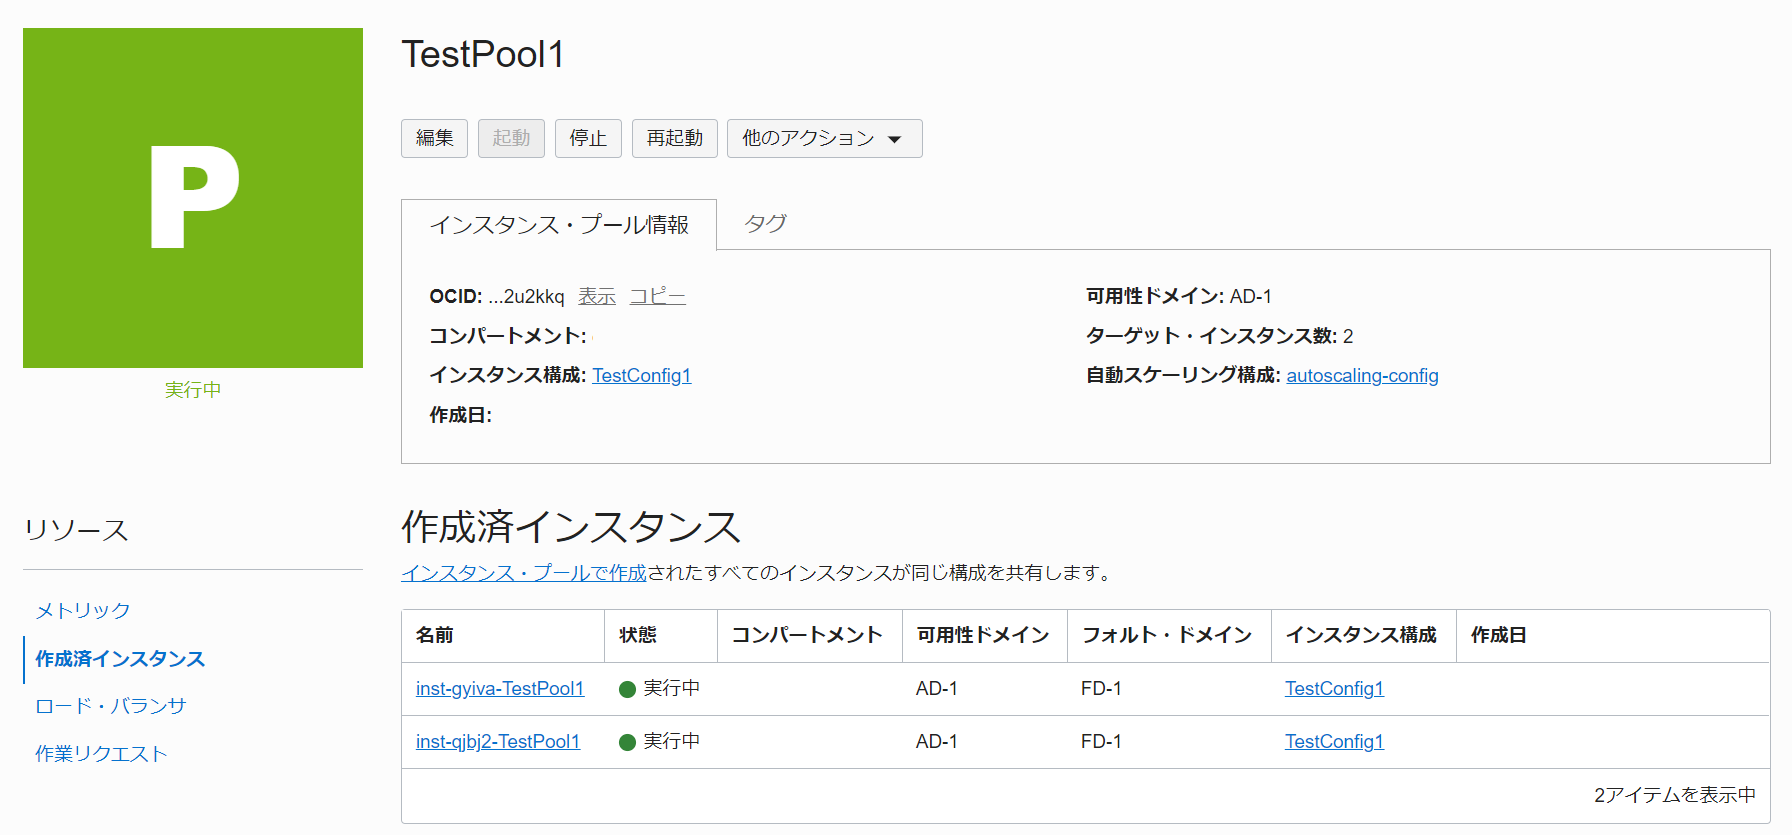 P
実行中
TestPool1
編集 起動 停止 再起動 他のアクション
インスタンス・プール情報 タグ
OCID: ...2u2kkq 表示 コピー
コンパートメント:
インスタンス構成: TestConfig1
作成日:
可用性ドメイン: AD-1
ターゲット・インスタンス数: 2
自動スケーリング構成: autoscaling-config
リソース
メトリック
作成済インスタンス
ロード・バランサ
作業リクエスト
作成済インスタンス
インスタンス・プールで作成されたすべてのインスタンスが同じ構成を共有します。
名前 状態 コンパートメント 可用性ドメイン フォルト・ドメイン インスタンス構成 作成日
inst-gyiva-TestPool1 実行中 AD-1 FD-1 TestConfig1
inst-qjbj2-TestPool1 実行中 AD-1 FD-1 TestConfig1
2アイテムを表示中